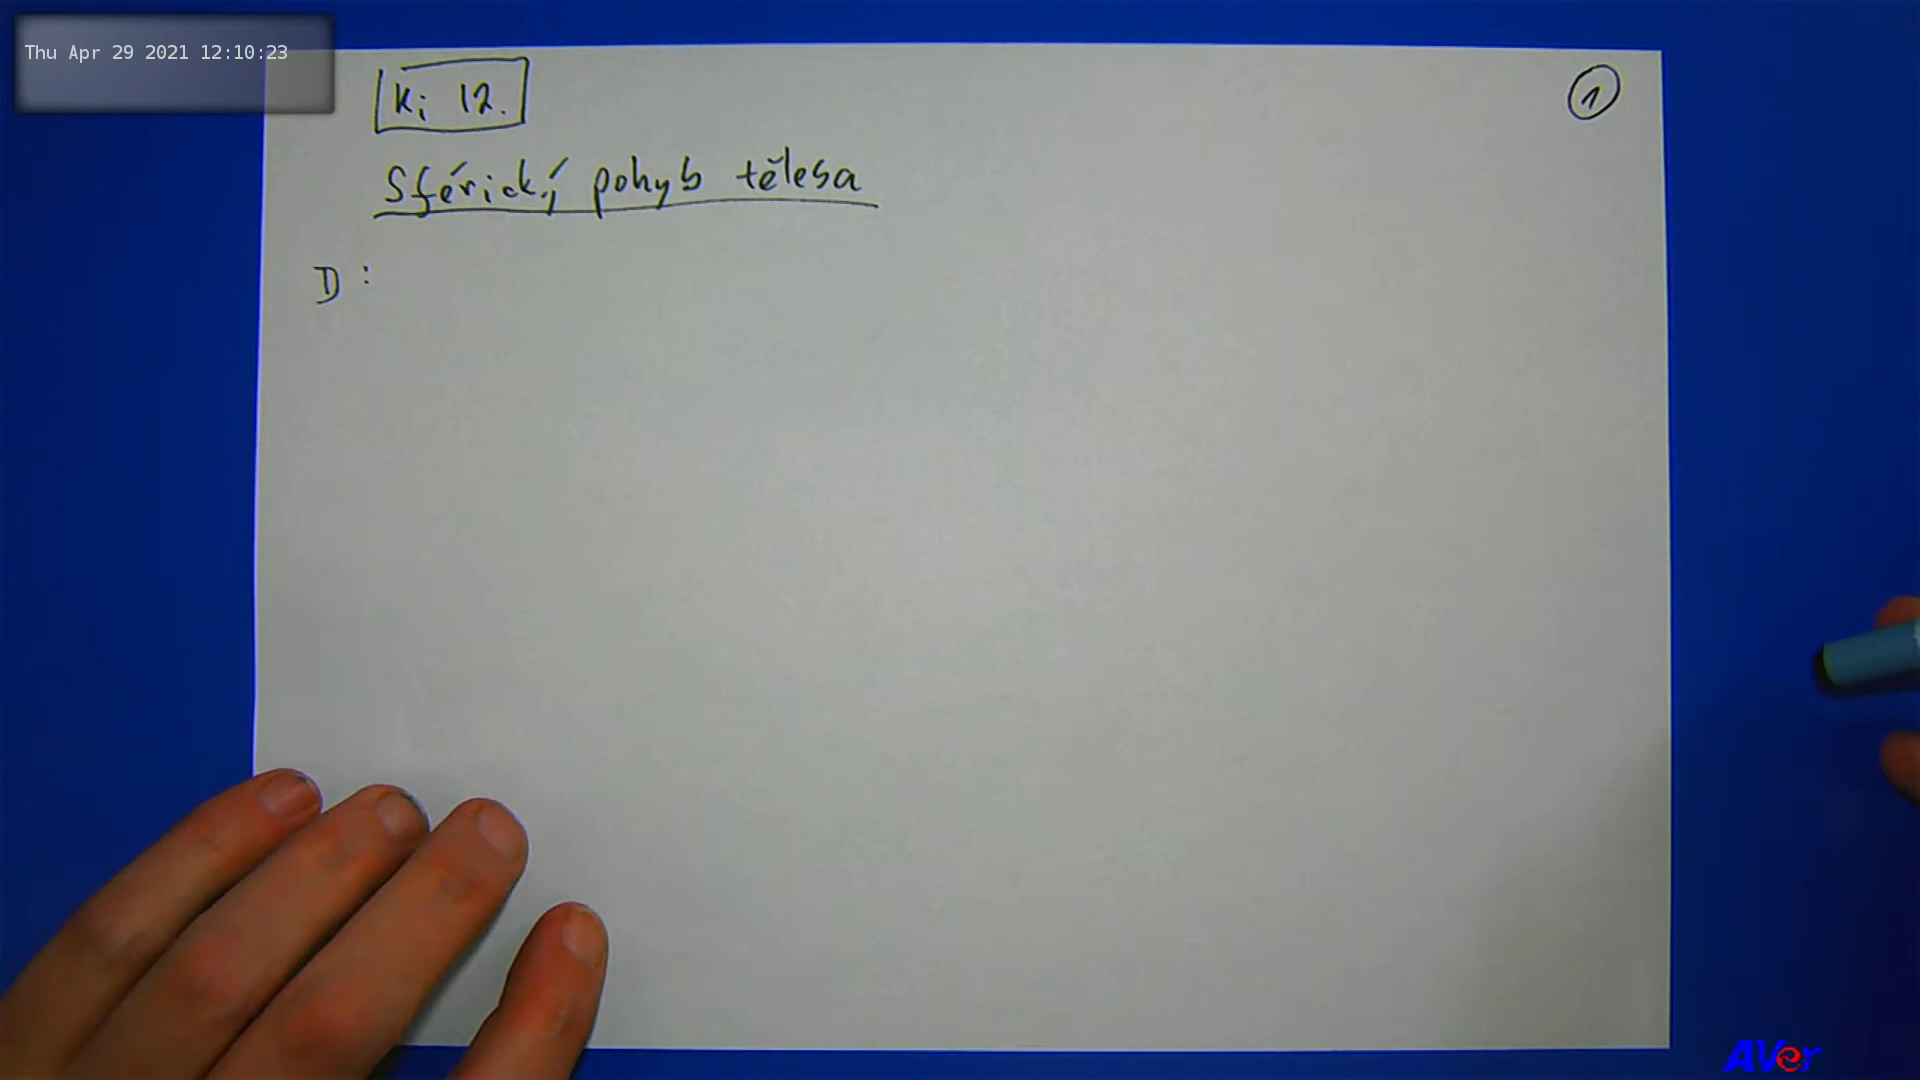 Thu Apr 29 2021 12:10:23
Ki 12.
1
Sférický pohyb tělesa
D:
AVer